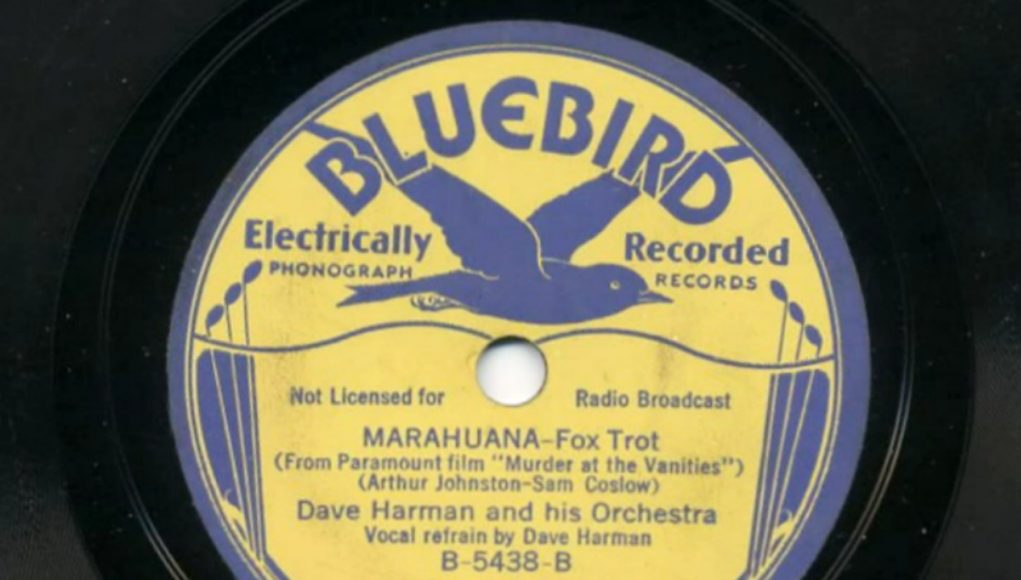 BLUEBIRD
Electrically Recorded
PHONOGRAPH RECORDS
Not Licensed for Radio Broadcast
MARAHUANA-Fox Trot
(From Paramount film "Murder at the Vanities")
(Arthur Johnston-Sam Coslow)
Dave Harman and his Orchestra
Vocal refrain by Dave Harman
B-5438-B